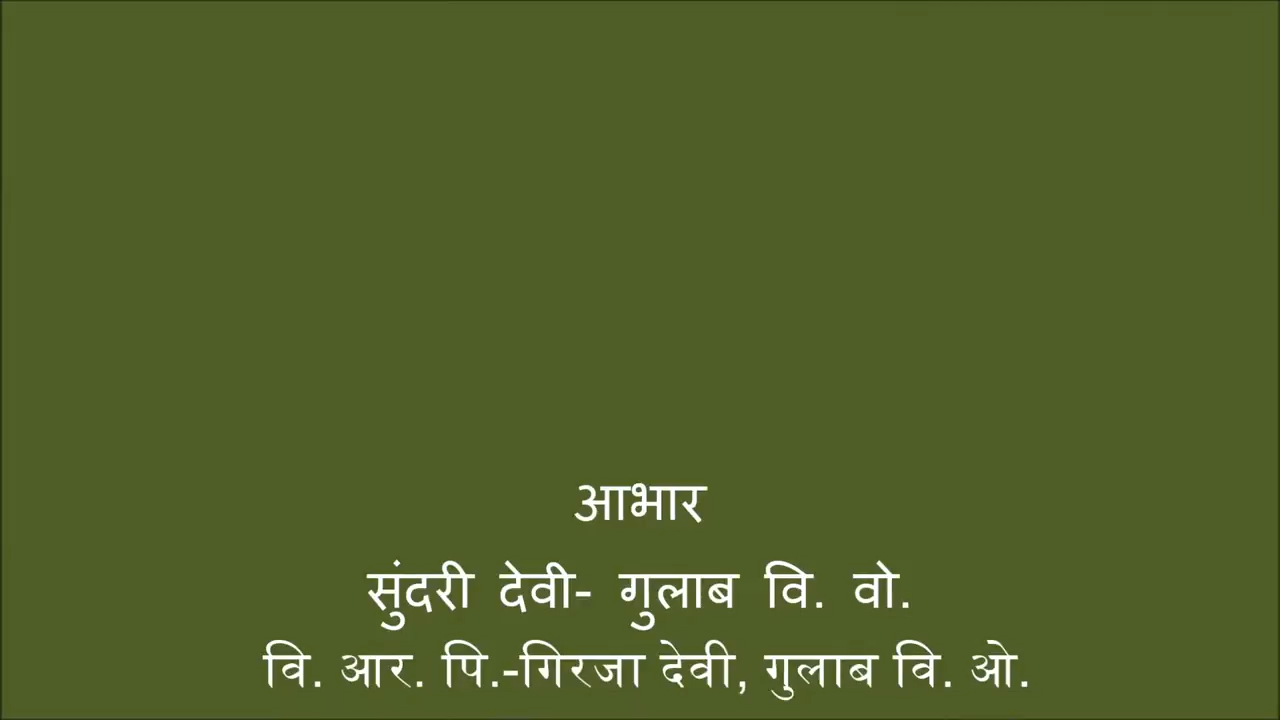 आभार
सुंदरी देवी- गुलाब वि. वो.
वि. आर. पि.-गिरजा देवी, गुलाब वि. ओ.